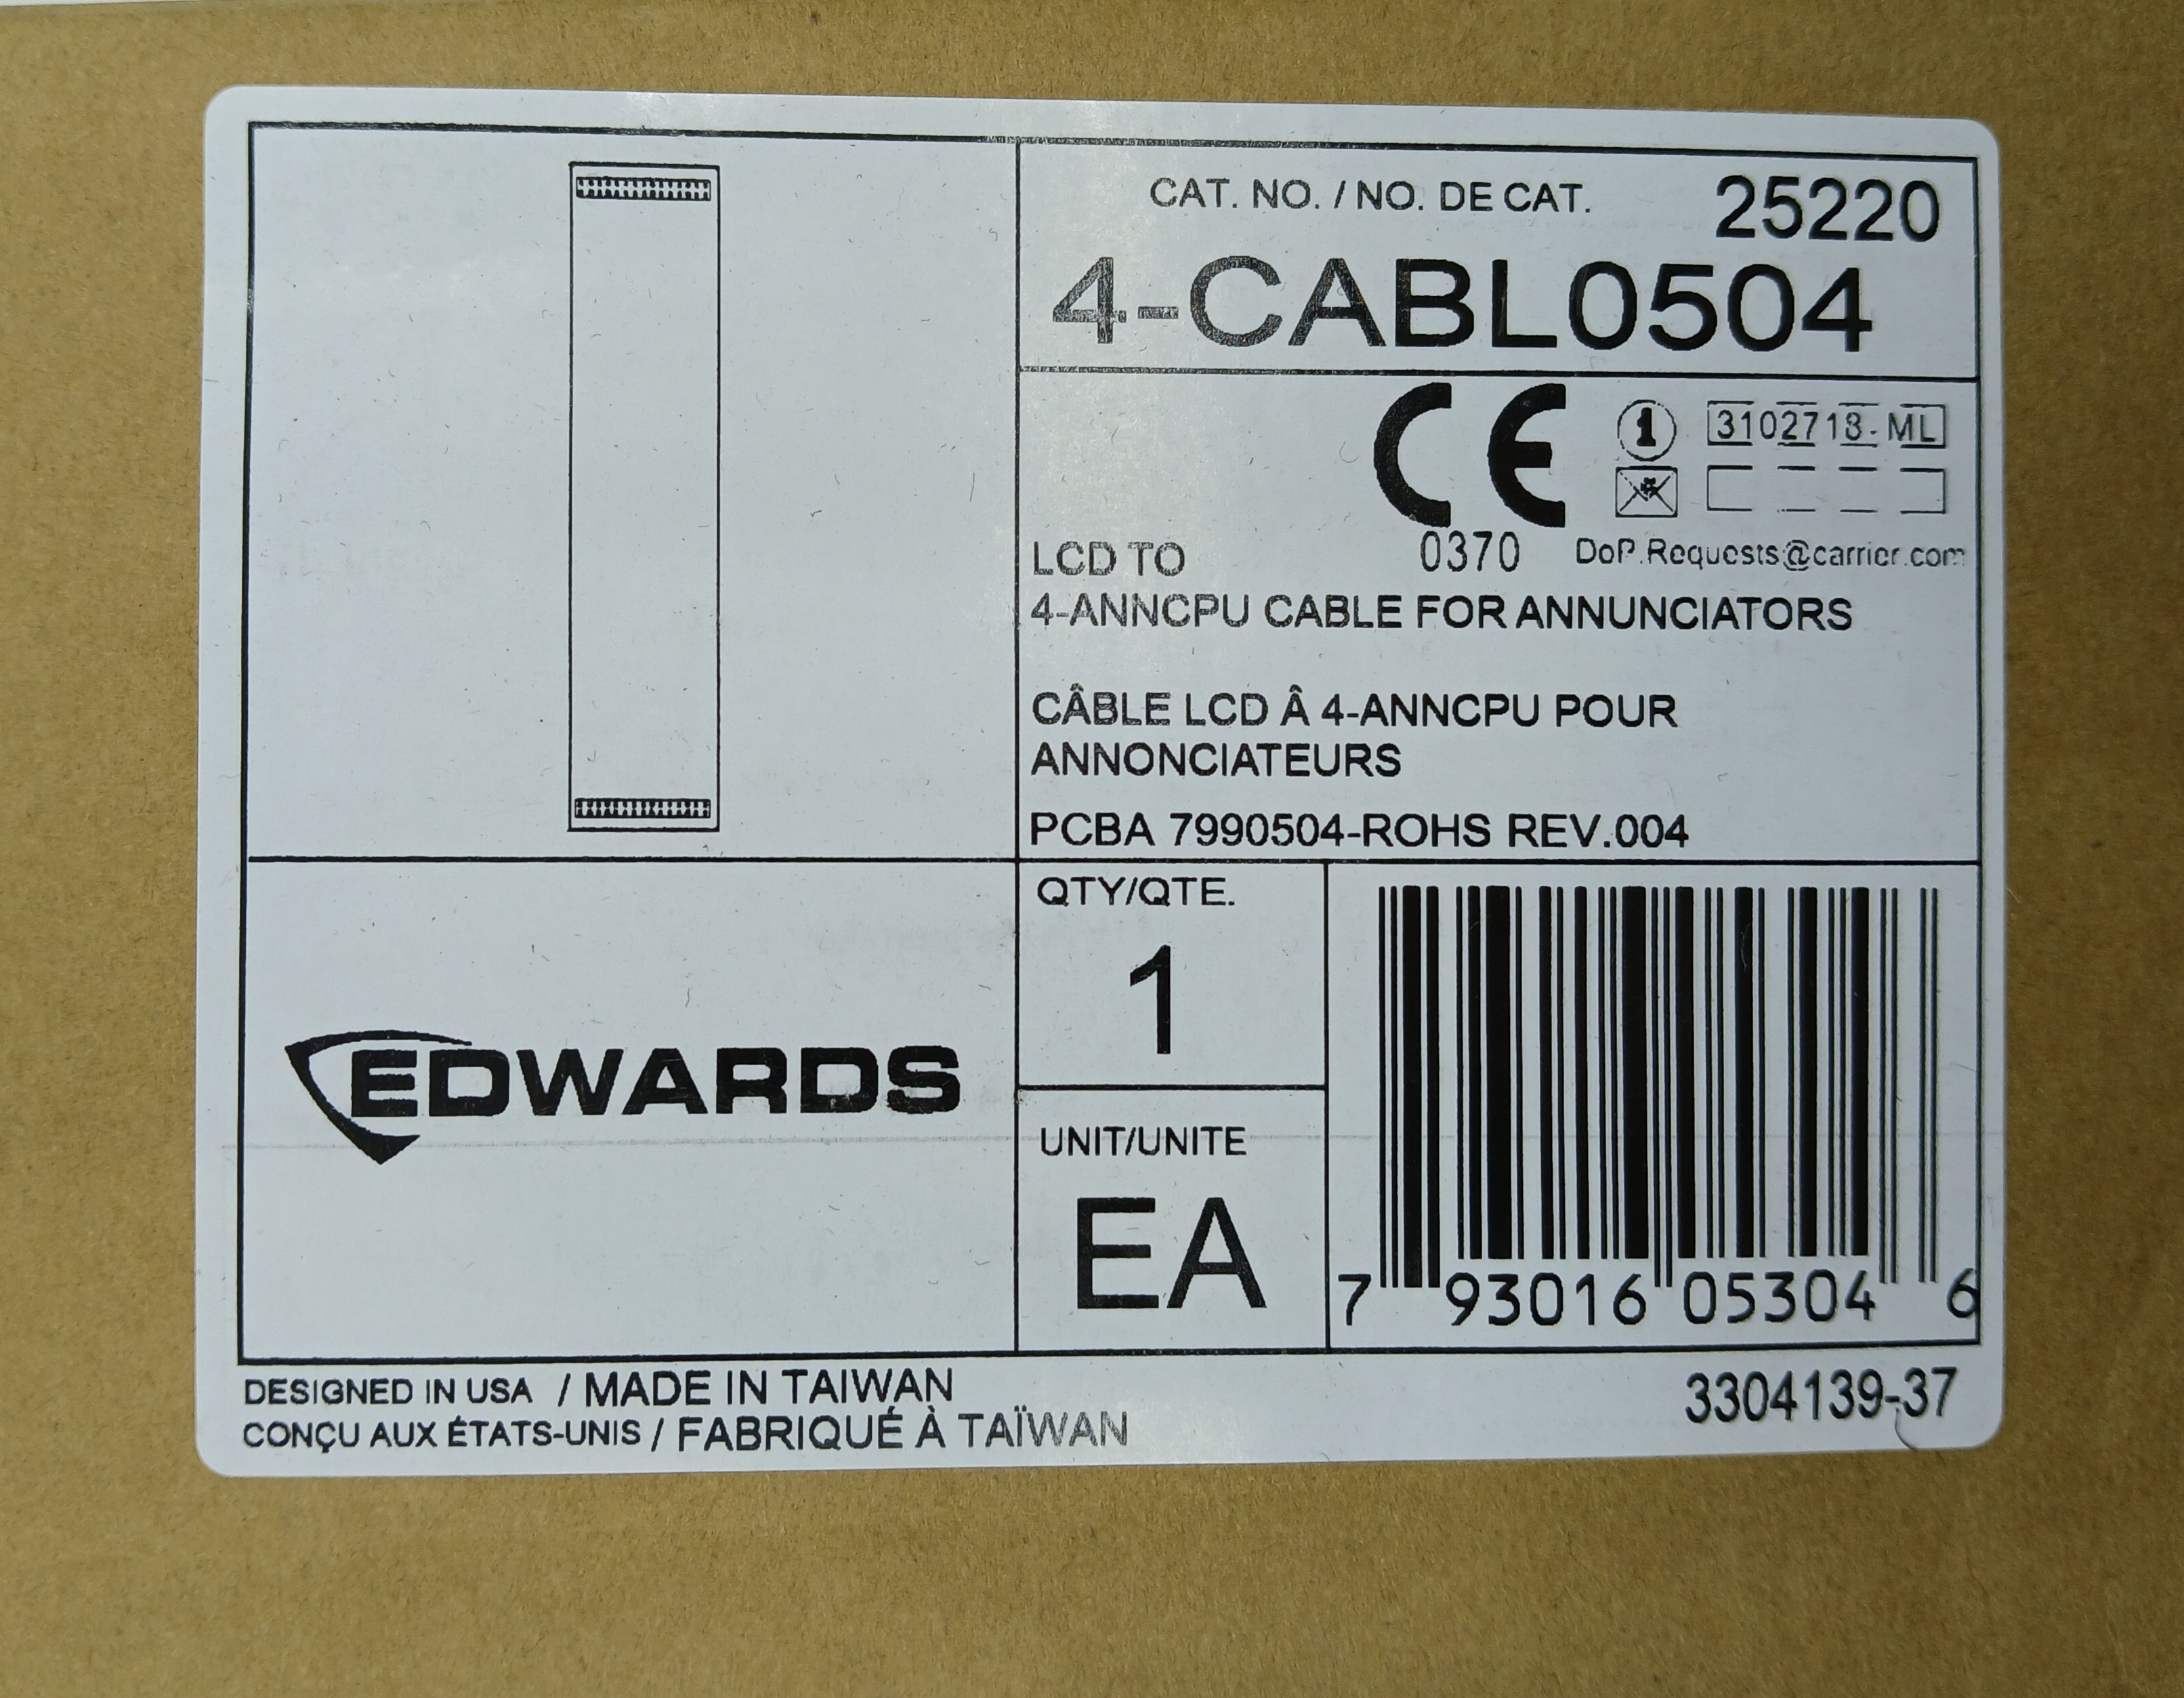 CAT. NO. / NO. DE CAT. 25220
4-CABL0504
CE
1 3102718-ML
0370 DoP.Requests@carrier.com
LCD TO
4-ANNCPU CABLE FOR ANNUNCIATORS
CÂBLE LCD Â 4-ANNCPU POUR
ANNONCIATEURS
PCBA 7990504-ROHS REV.004
EDWARDS
QTY/QTE.
1
UNIT/UNITE
EA
7 93016 05304 6
DESIGNED IN USA / MADE IN TAIWAN
CONÇU AUX ÉTATS-UNIS / FABRIQUÉ À TAÏWAN
3304139-37